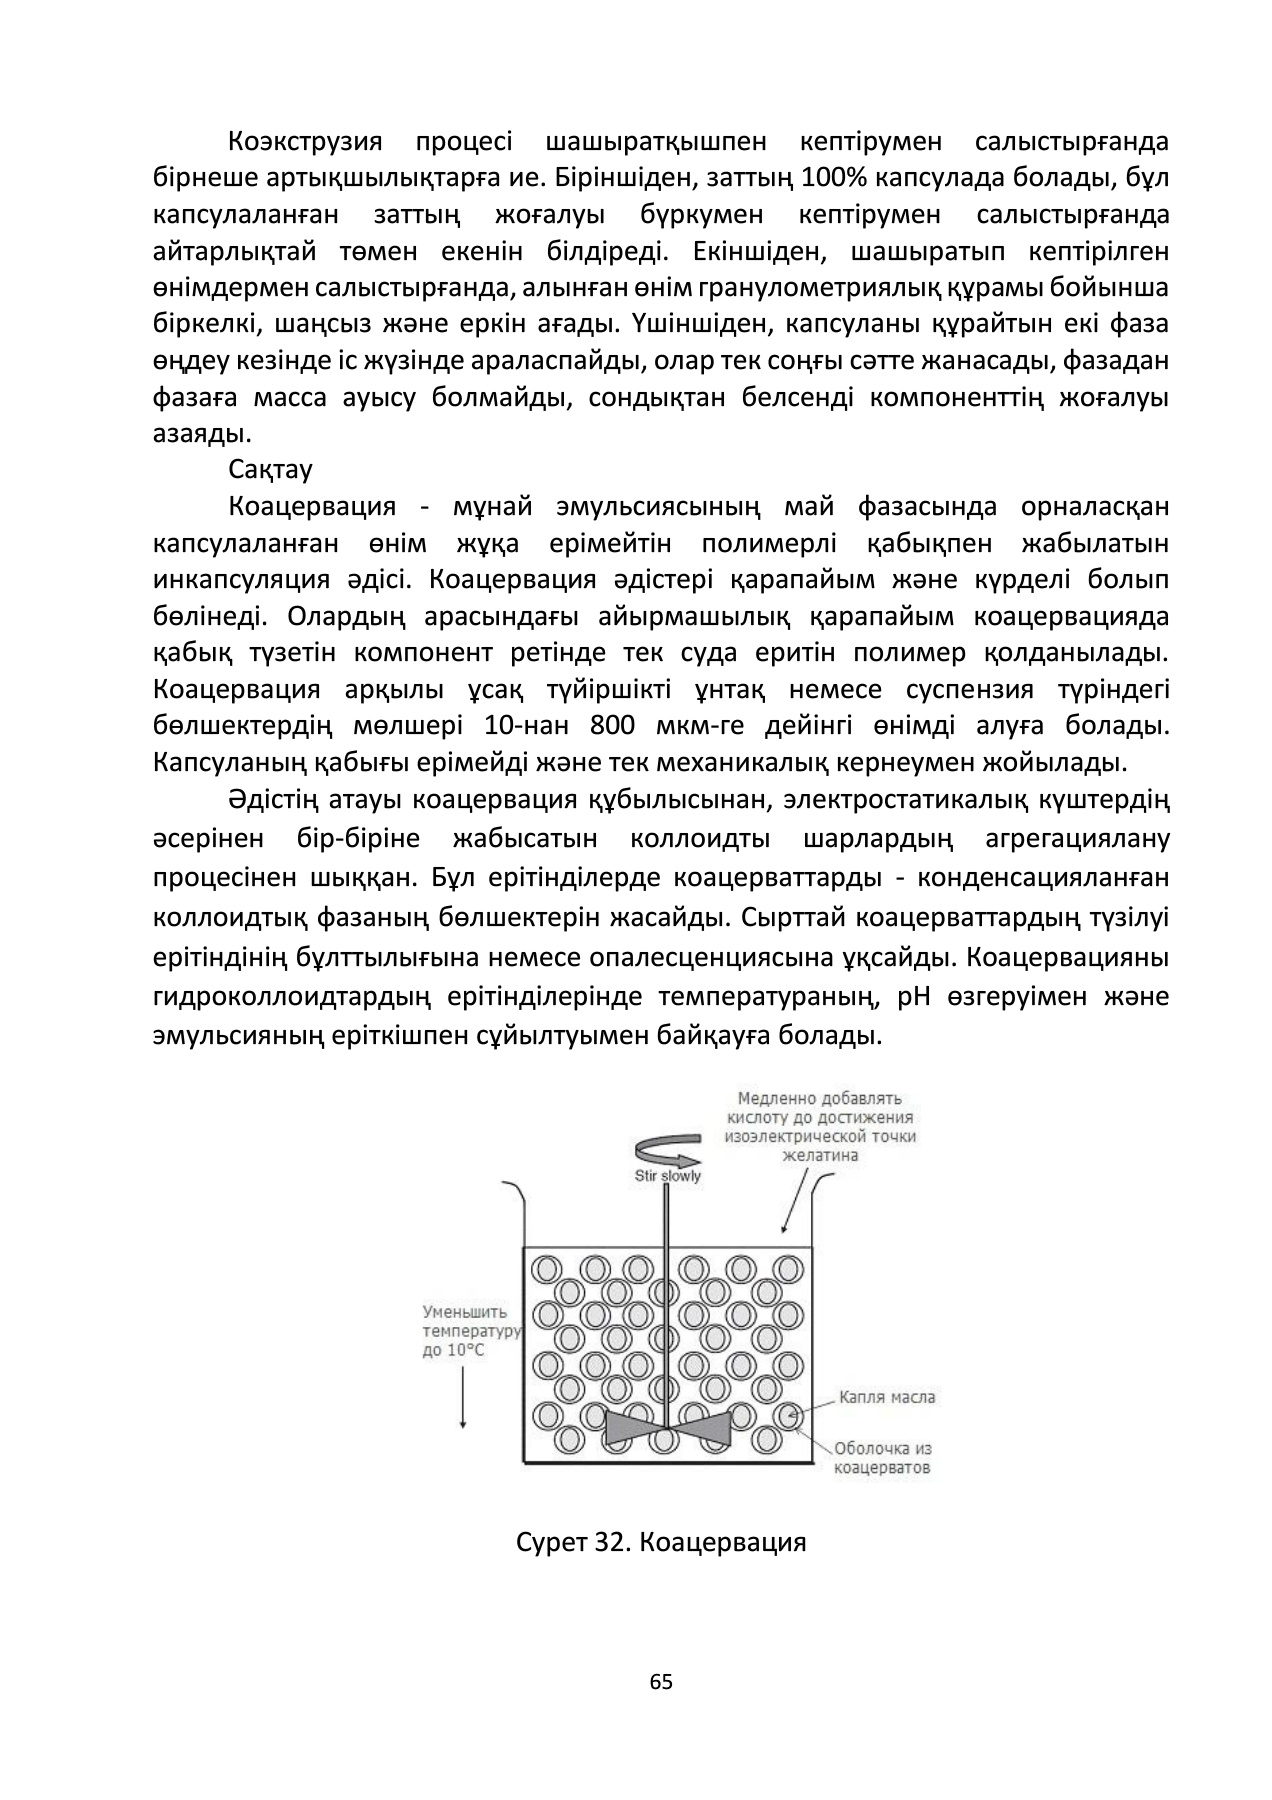 Коэкструзия процесі шашыратқышпен кептірумен салыстырғанда
бірнеше артықшылықтарға ие. Біріншіден, заттың 100% капсулада болады, бұл
капсулаланған заттың жоғалуы бүркумен кептірумен салыстырғанда
айтарлықтай төмен екенін білдіреді. Екіншіден, шашыратып кептірілген
өнімдермен салыстырғанда, алынған өнім гранулометриялық құрамы бойынша
біркелкі, шаңсыз және еркін ағады. Үшіншіден, капсуланы құрайтын екі фаза
өңдеу кезінде іс жүзінде араласпайды, олар тек соңғы сәтте жанасады, фазадан
фазаға масса ауысу болмайды, сондықтан белсенді компоненттің жоғалуы
азаяды.
Сақтау
Коацервация - мұнай эмульсиясының май фазасында орналасқан
капсулаланған өнім жұқа ерімейтін полимерлі қабықпен жабылатын
инкапсуляция әдісі. Коацервация әдістері қарапайым және күрделі болып
бөлінеді. Олардың арасындағы айырмашылық қарапайым коацервацияда
қабық түзетін компонент ретінде тек суда еритін полимер қолданылады.
Коацервация арқылы ұсақ түйіршікті ұнтақ немесе суспензия түріндегі
бөлшектердің мөлшері 10-нан 800 мкм-ге дейінгі өнімді алуға болады.
Капсуланың қабығы ерімейді және тек механикалық кернеумен жойылады.
Әдістің атауы коацервация құбылысынан, электростатикалық күштердің
әсерінен бір-біріне жабысатын коллоидты шарлардың агрегациялану
процесінен шыққан. Бұл ерітінділерде коацерваттарды - конденсацияланған
коллоидтық фазаның бөлшектерін жасайды. Сырттай коацерваттардың түзілуі
ерітіндінің бұлттылығына немесе опалесценциясына ұқсайды. Коацервацияны
гидроколлоидтардың ерітінділерінде температураның, рН өзгеруімен және
эмульсияның еріткішпен сұйылтуымен байқауға болады.
Медленно добавлять
кислоту до достижения
изоэлектрической точки
желатина
Stir slowly
Уменьшить
температуру
до 10°C
Капля масла
Оболочка из
коацерватов
Сурет 32. Коацервация
65